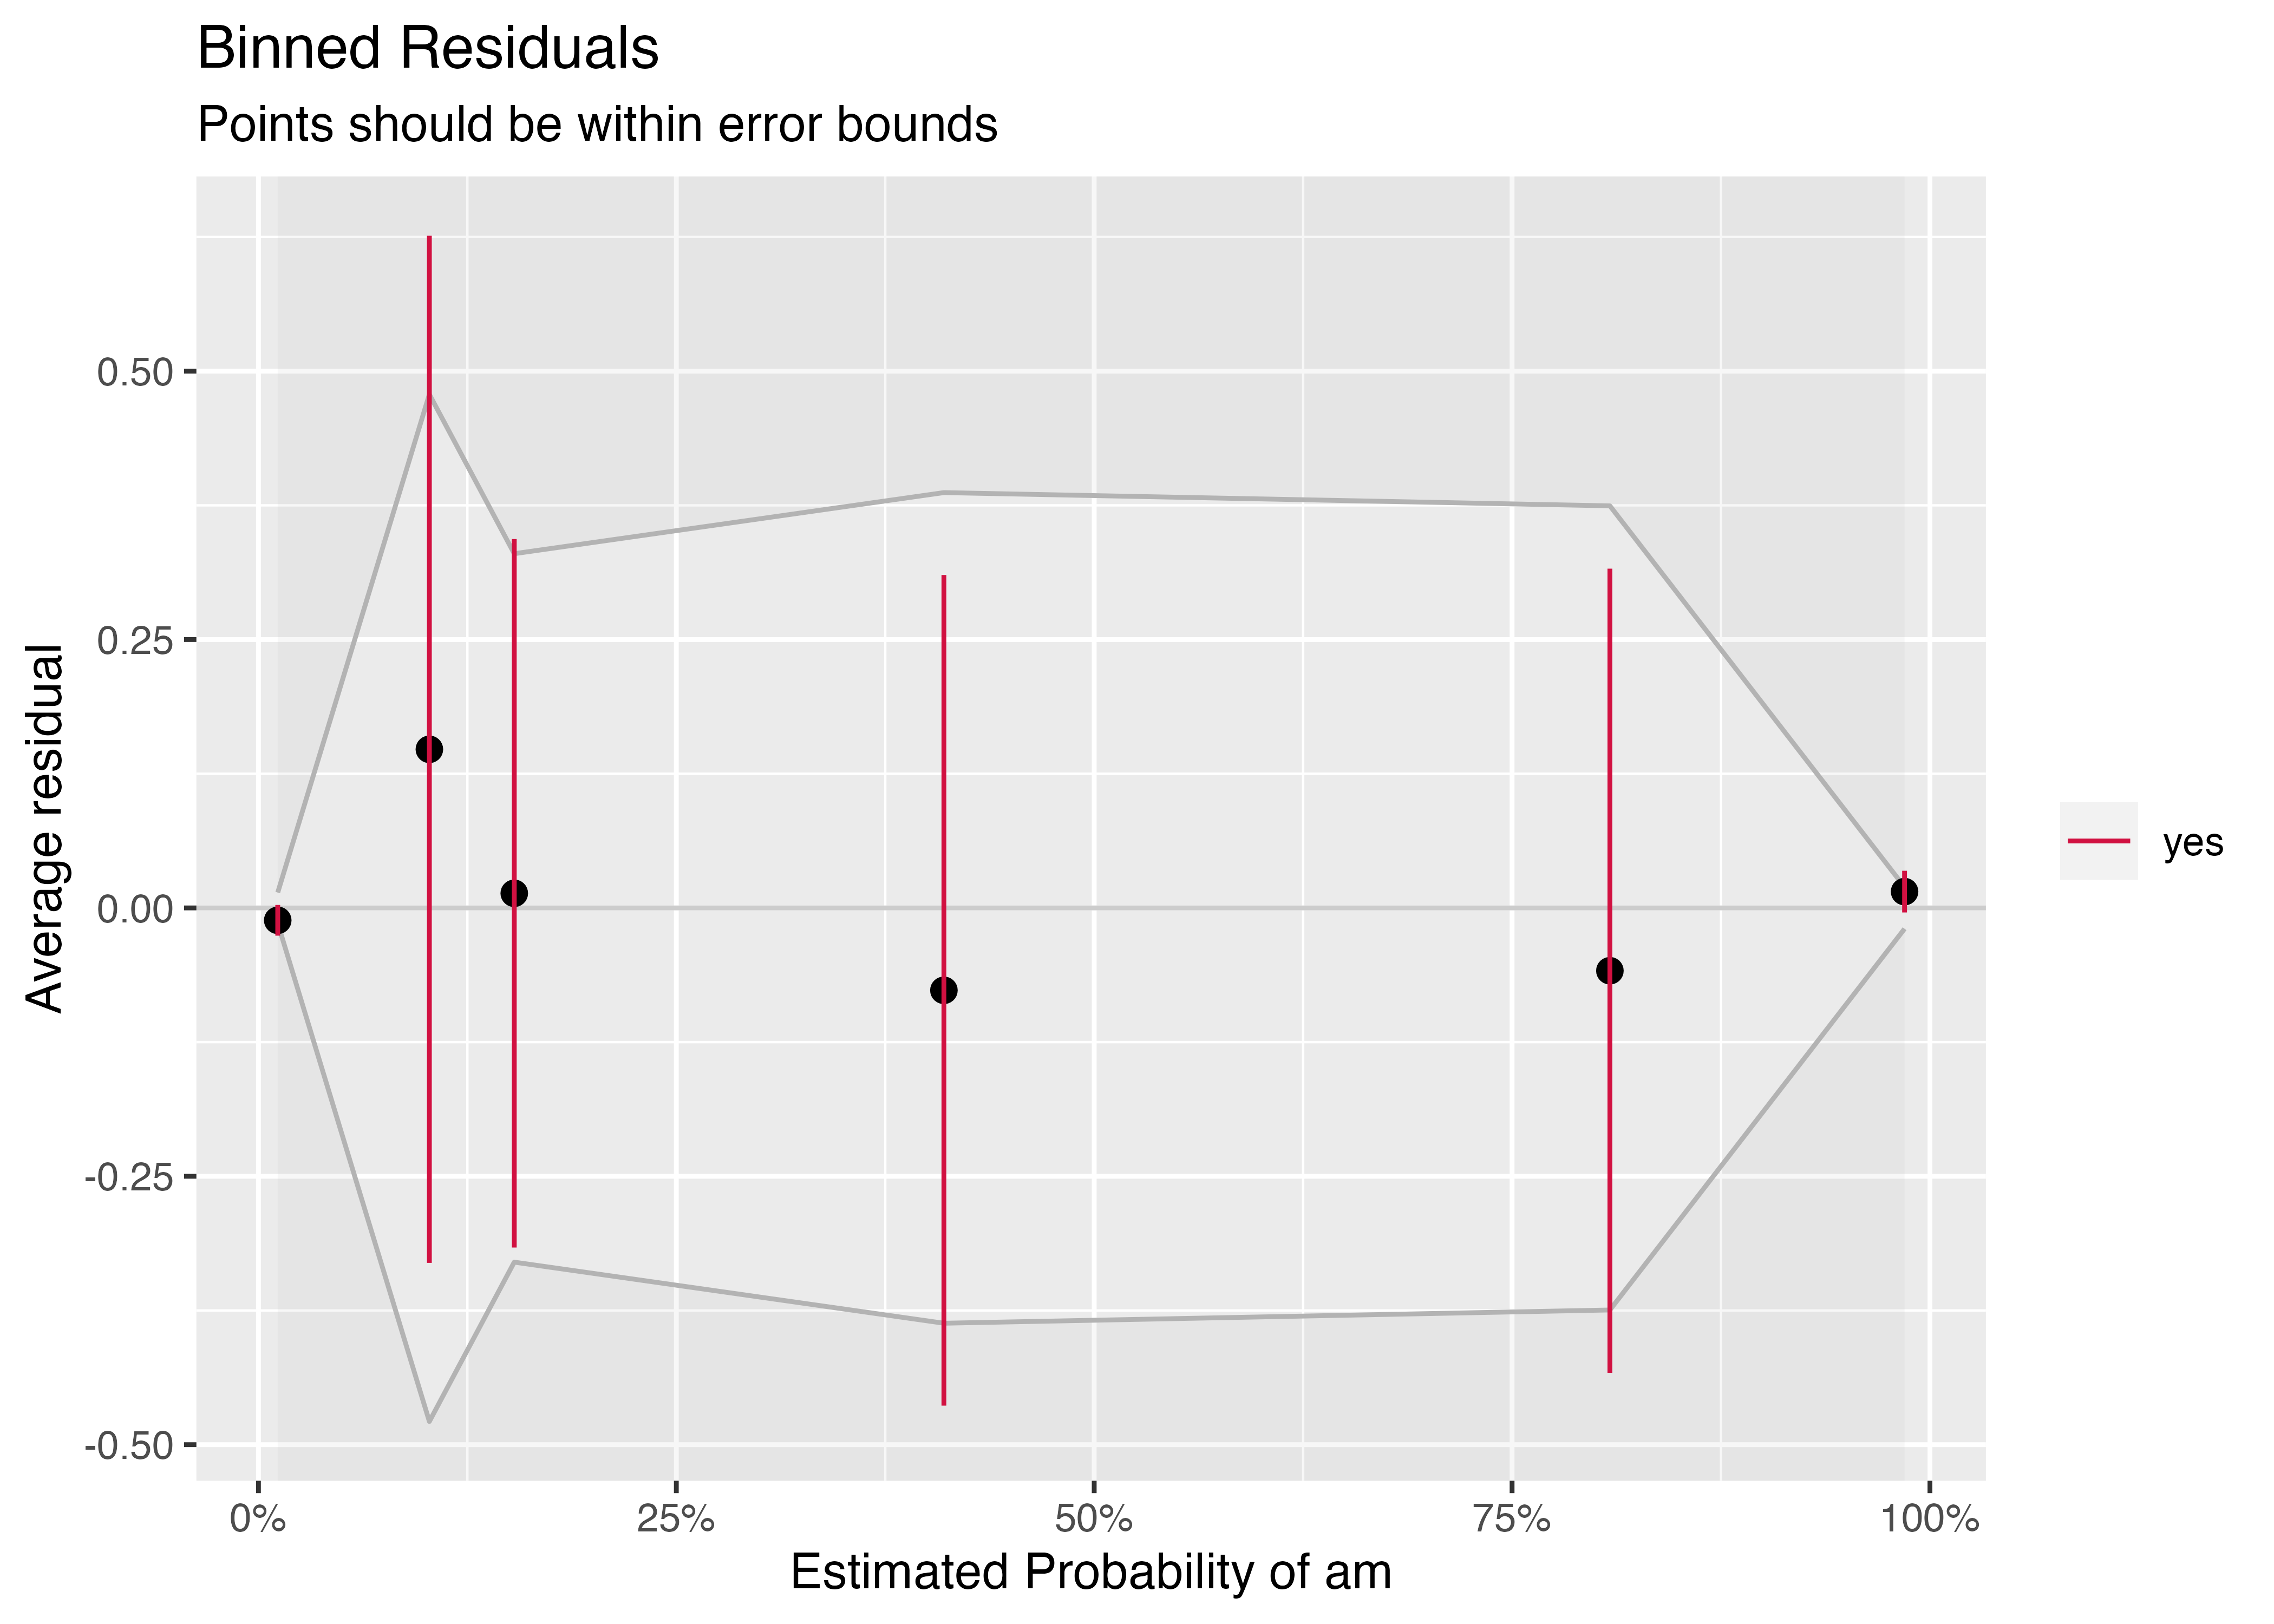 Binned Residuals
Points should be within error bounds
Average residual
0.50
0.25
0.00
-0.25
-0.50
0%
25%
50%
75%
100%
Estimated Probability of am
yes